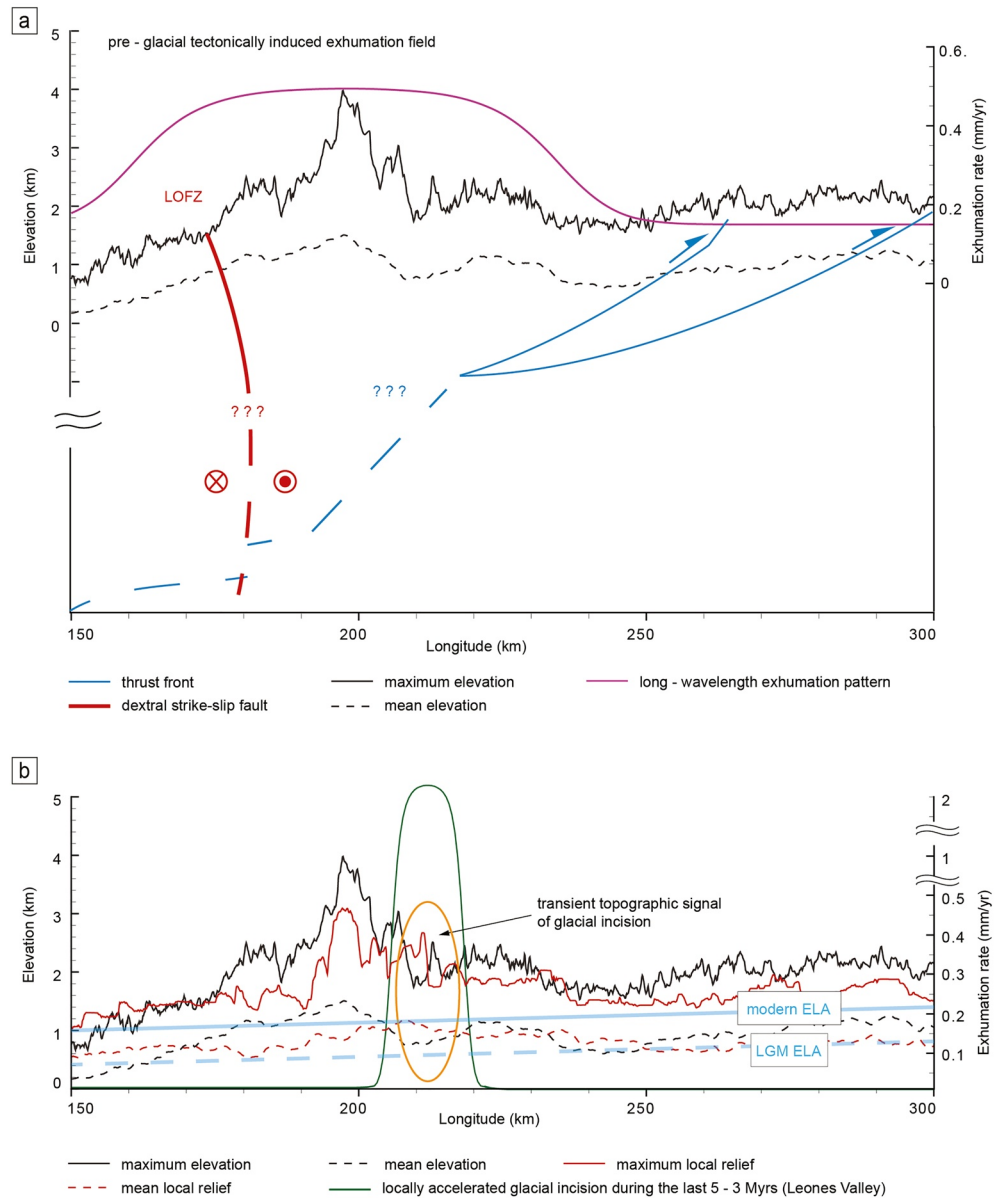 a
pre - glacial tectonically induced exhumation field
5
4
3
2
1
0
Elevation (km)
0.6.
0.4
0.2
0
Exhumation rate (mm/yr)
LOFZ
? ? ?
? ? ?
150
200
250
300
Longitude (km)
thrust front
maximum elevation
long - wavelength exhumation pattern
dextral strike-slip fault
mean elevation
b
5
4
3
2
1
0
Elevation (km)
2
1
0.5
0.4
0.3
0.2
0.1
Exhumation rate (mm/yr)
transient topographic signal
of glacial incision
modern ELA
LGM ELA
150
200
250
300
Longitude (km)
maximum elevation
mean elevation
maximum local relief
mean local relief
locally accelerated glacial incision during the last 5 - 3 Myrs (Leones Valley)